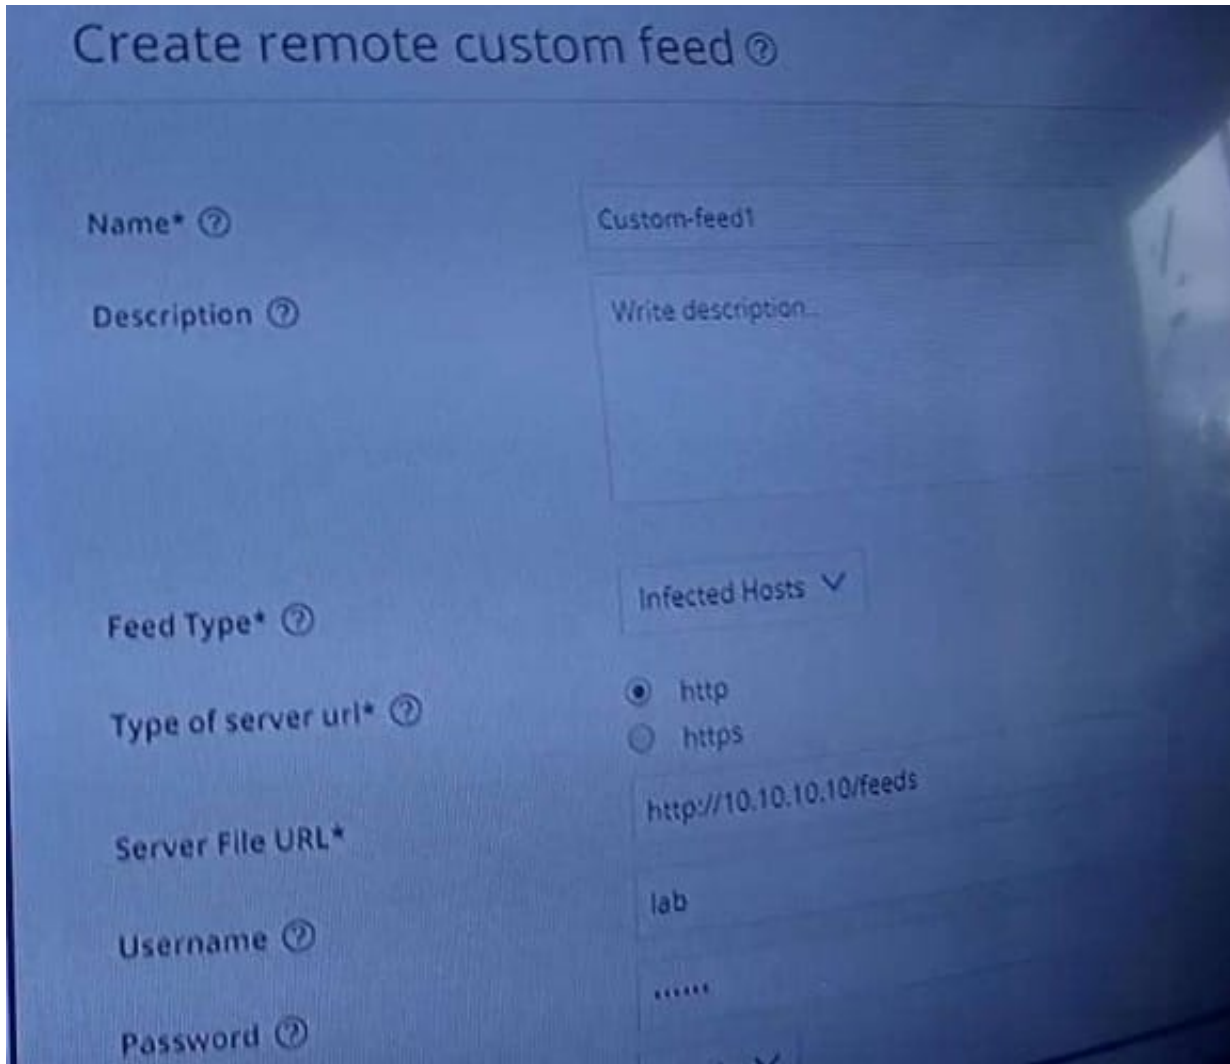 Create remote custom feed
Name* Custom-feed1
Description Write description...
Feed Type* Infected Hosts
Type of server url* http
https
Server File URL* http://10.10.10.10/feeds
Username lab
Password ••••••